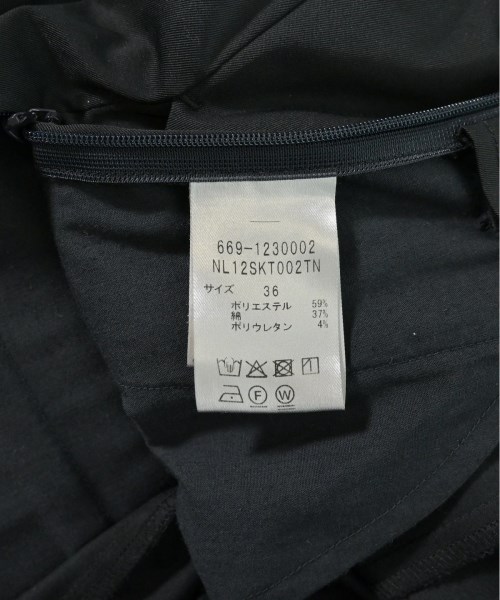 669-1230002
NL12SKT002TN
サイズ 36
ポリエステル 59%
綿 37%
ポリウレタン 4%
F W